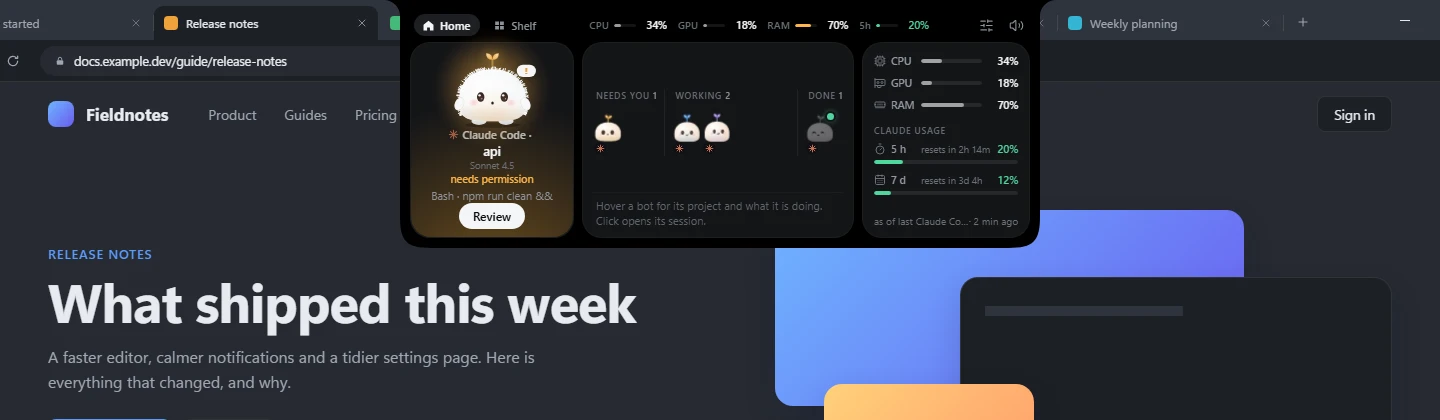 started
Release notes
Weekly planning
docs.example.dev/guide/release-notes
Fieldnotes
Product
Guides
Pricing
Sign in
Home
Shelf
CPU 34% GPU 18% RAM 70% 5h 20%
!
Claude Code ·
api
Sonnet 4.5
needs permission
Bash · npm run clean &&
Review
NEEDS YOU 1
WORKING 2
DONE 1
Hover a bot for its project and what it is doing.
Click opens its session.
CPU 34%
GPU 18%
RAM 70%
CLAUDE USAGE
5 h resets in 2h 14m 20%
7 d resets in 3d 4h 12%
as of last Claude Co... · 2 min ago
RELEASE NOTES
What shipped this week
A faster editor, calmer notifications and a tidier settings page. Here is
everything that changed, and why.